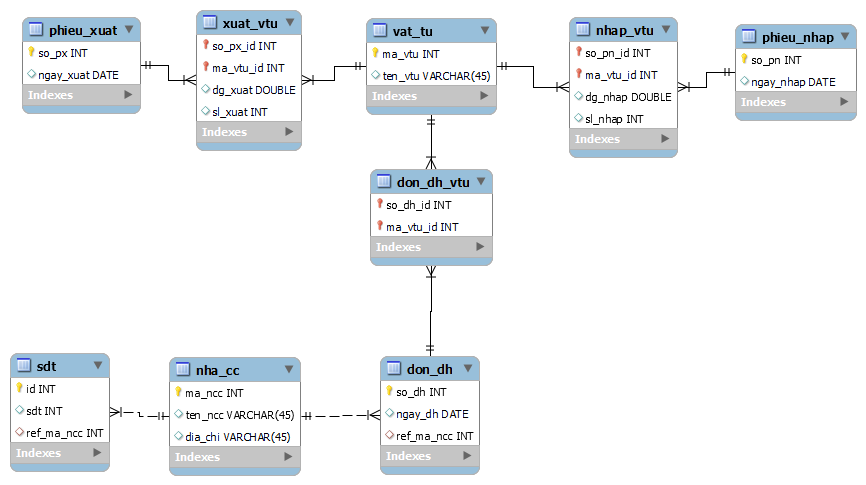 phieu_xuat
so_px INT
ngay_xuat DATE
Indexes
xuat_vtu
so_px_id INT
ma_vtu_id INT
dg_xuat DOUBLE
sl_xuat INT
Indexes
vat_tu
ma_vtu INT
ten_vtu VARCHAR(45)
Indexes
nhap_vtu
so_pn_id INT
ma_vtu_id INT
dg_nhap DOUBLE
sl_nhap INT
Indexes
phieu_nhap
so_pn INT
ngay_nhap DATE
Indexes
don_dh_vtu
so_dh_id INT
ma_vtu_id INT
Indexes
sdt
id INT
sdt INT
ref_ma_ncc INT
Indexes
nha_cc
ma_ncc INT
ten_ncc VARCHAR(45)
dia_chi VARCHAR(45)
Indexes
don_dh
so_dh INT
ngay_dh DATE
ref_ma_ncc INT
Indexes